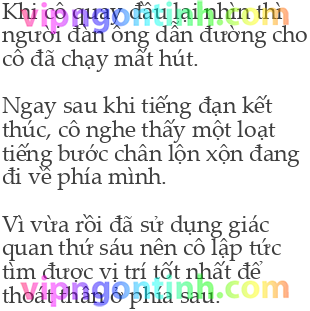 Khi cô quay đầu lại nhìn thì
người đàn ông dẫn đường cho
cô đã chạy mất hút.
Ngay sau khi tiếng đạn kết
thúc, cô nghe thấy một loạt
tiếng bước chân lộn xộn đang
đi về phía mình.
Vì vừa rồi đã sử dụng giác
quan thứ sáu nên cô lập tức
tìm được vị trí tốt nhất để
thoát thân ở phía sau.
vipngontinh.com
vipngontinh.com